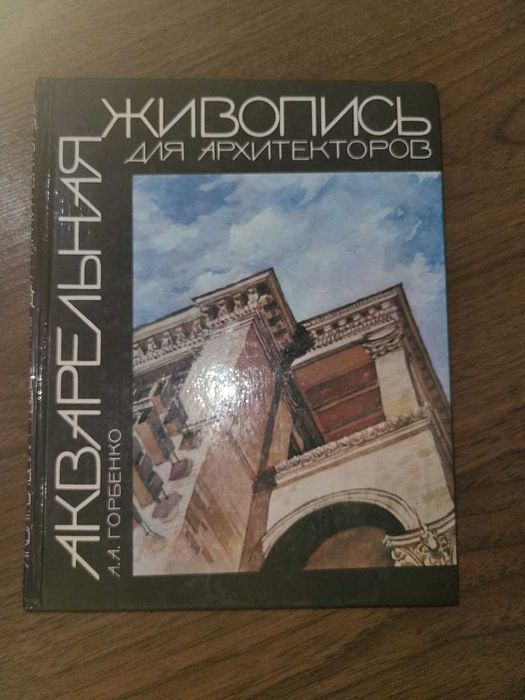 АКВАРЕЛЬНАЯ
ЖИВОПИСЬ
ДЛЯ АРХИТЕКТОРОВ
А.А. ГОРБЕНКО